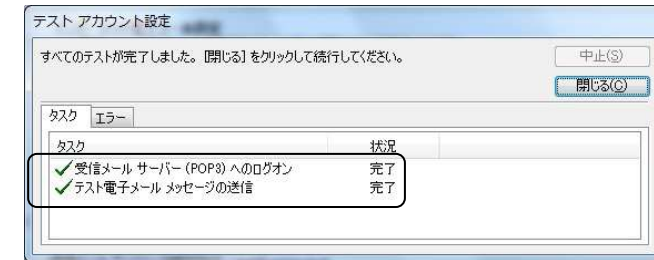 テスト アカウント設定
すべてのテストが完了しました。[閉じる] をクリックして続行してください。
中止(S)
閉じる(C)
タスク エラー
タスク 状況
受信メール サーバー (POP3) へのログオン 完了
テスト電子メール メッセージの送信 完了